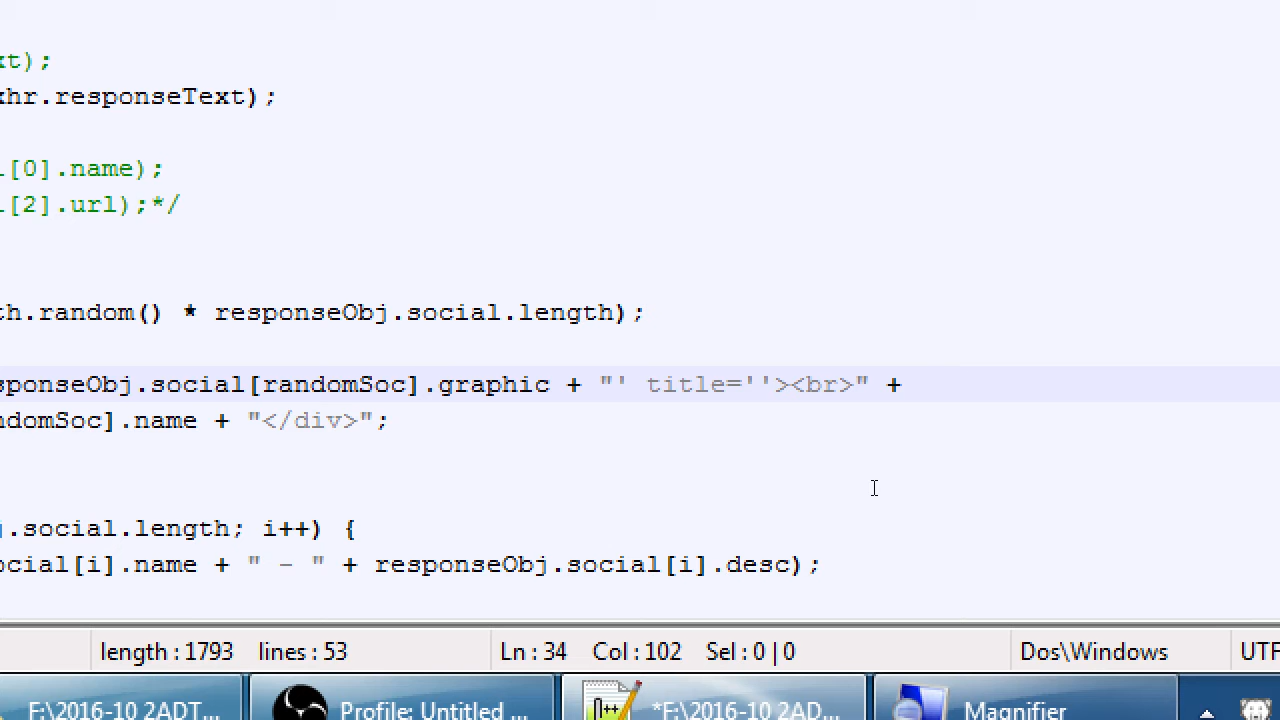 xt);
xhr.responseText);
l[0].name);
l[2].url);*/
th.random() * responseObj.social.length);
sponseObj.social[randomSoc].graphic + "' title=''><br>" +
ndomSoc].name + "</div>";
j.social.length; i++) {
ocial[i].name + " - " + responseObj.social[i].desc);
length : 1793 lines : 53 Ln : 34 Col : 102 Sel : 0 | 0 Dos\Windows UTF
F:\2016-10 2ADT... Profile: Untitled ... *F:\2016-10 2AD... Magnifier